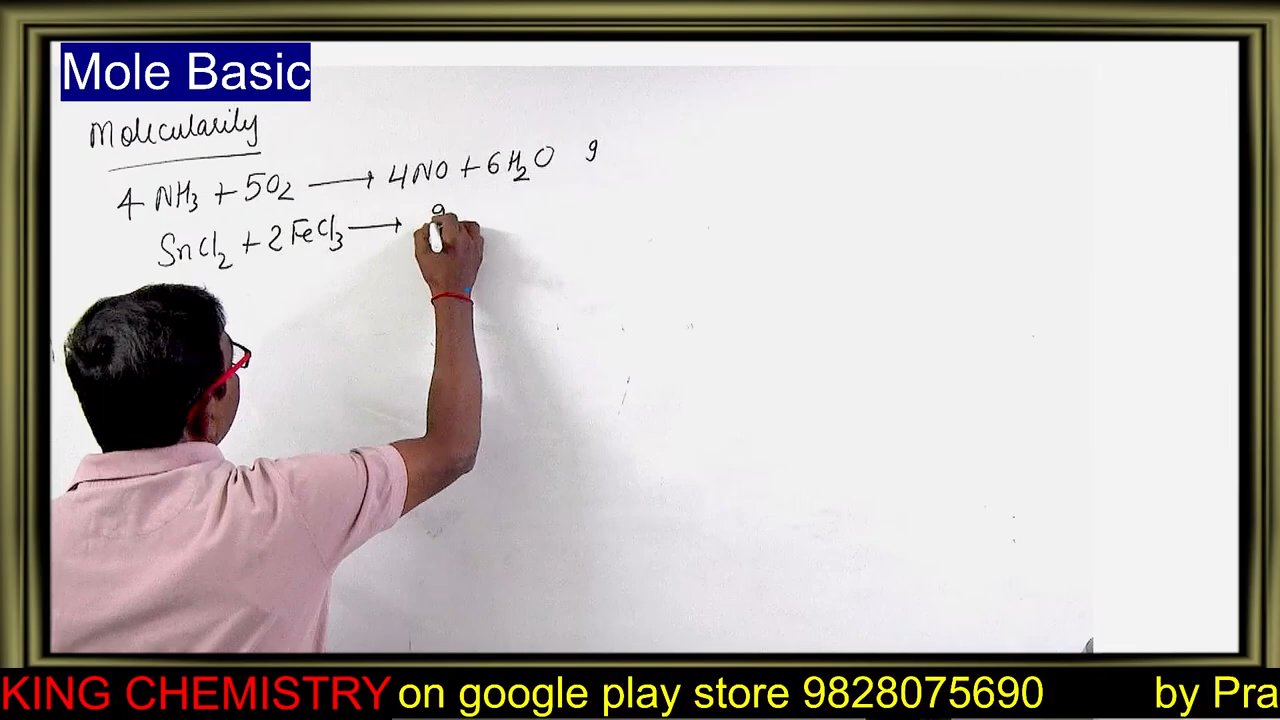 Mole Basic
Molecularity
4 NH3 + 5O2 ⟶ 4NO + 6H2O 9
SnCl2 + 2FeCl3 ⟶
KING CHEMISTRY on google play store 9828075690 by Pra